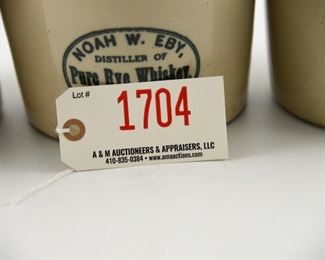 NOAH W. EBY,
DISTILLER OF
Pure Rye Whiskey,
Lot #
1704
A & M AUCTIONEERS & APPRAISERS, LLC
410-835-0384 • www.amauctions.com